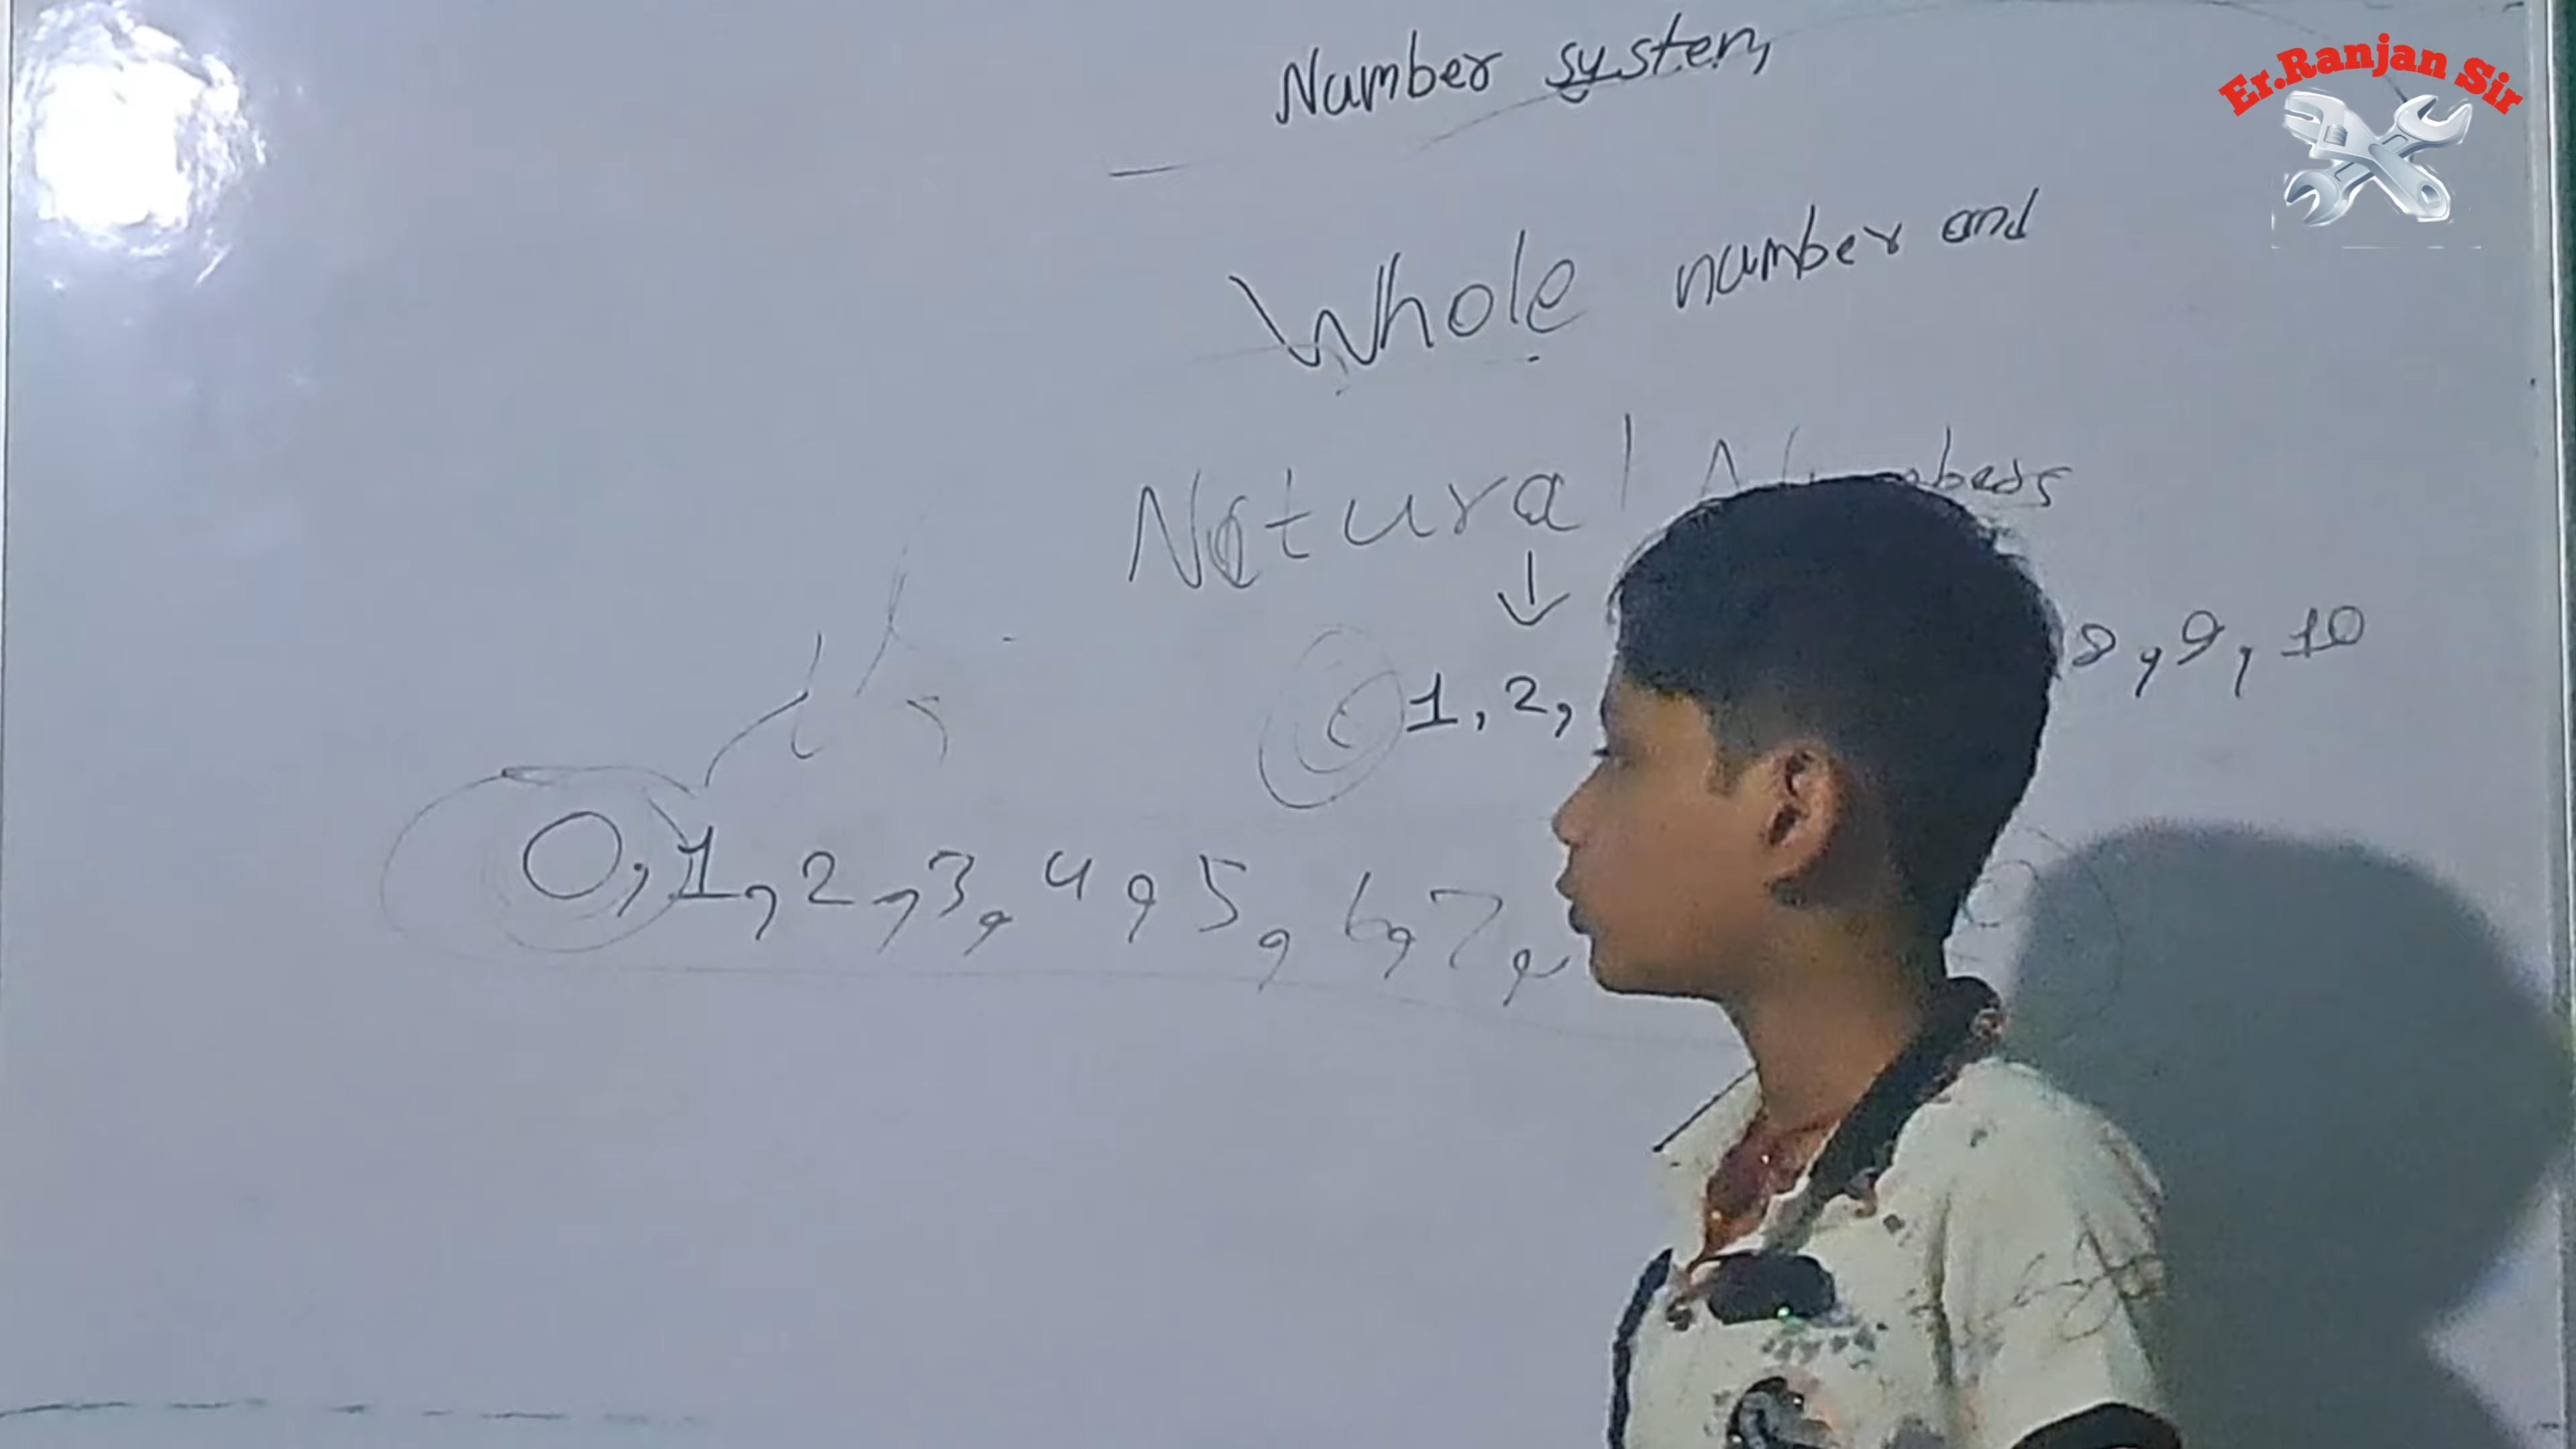 Er.Ranjan Sir
Number system
Whole number and
Natural Numbers
1, 2, 8, 9, 10
0, 1, 2, 3, 4, 5, 6, 7,